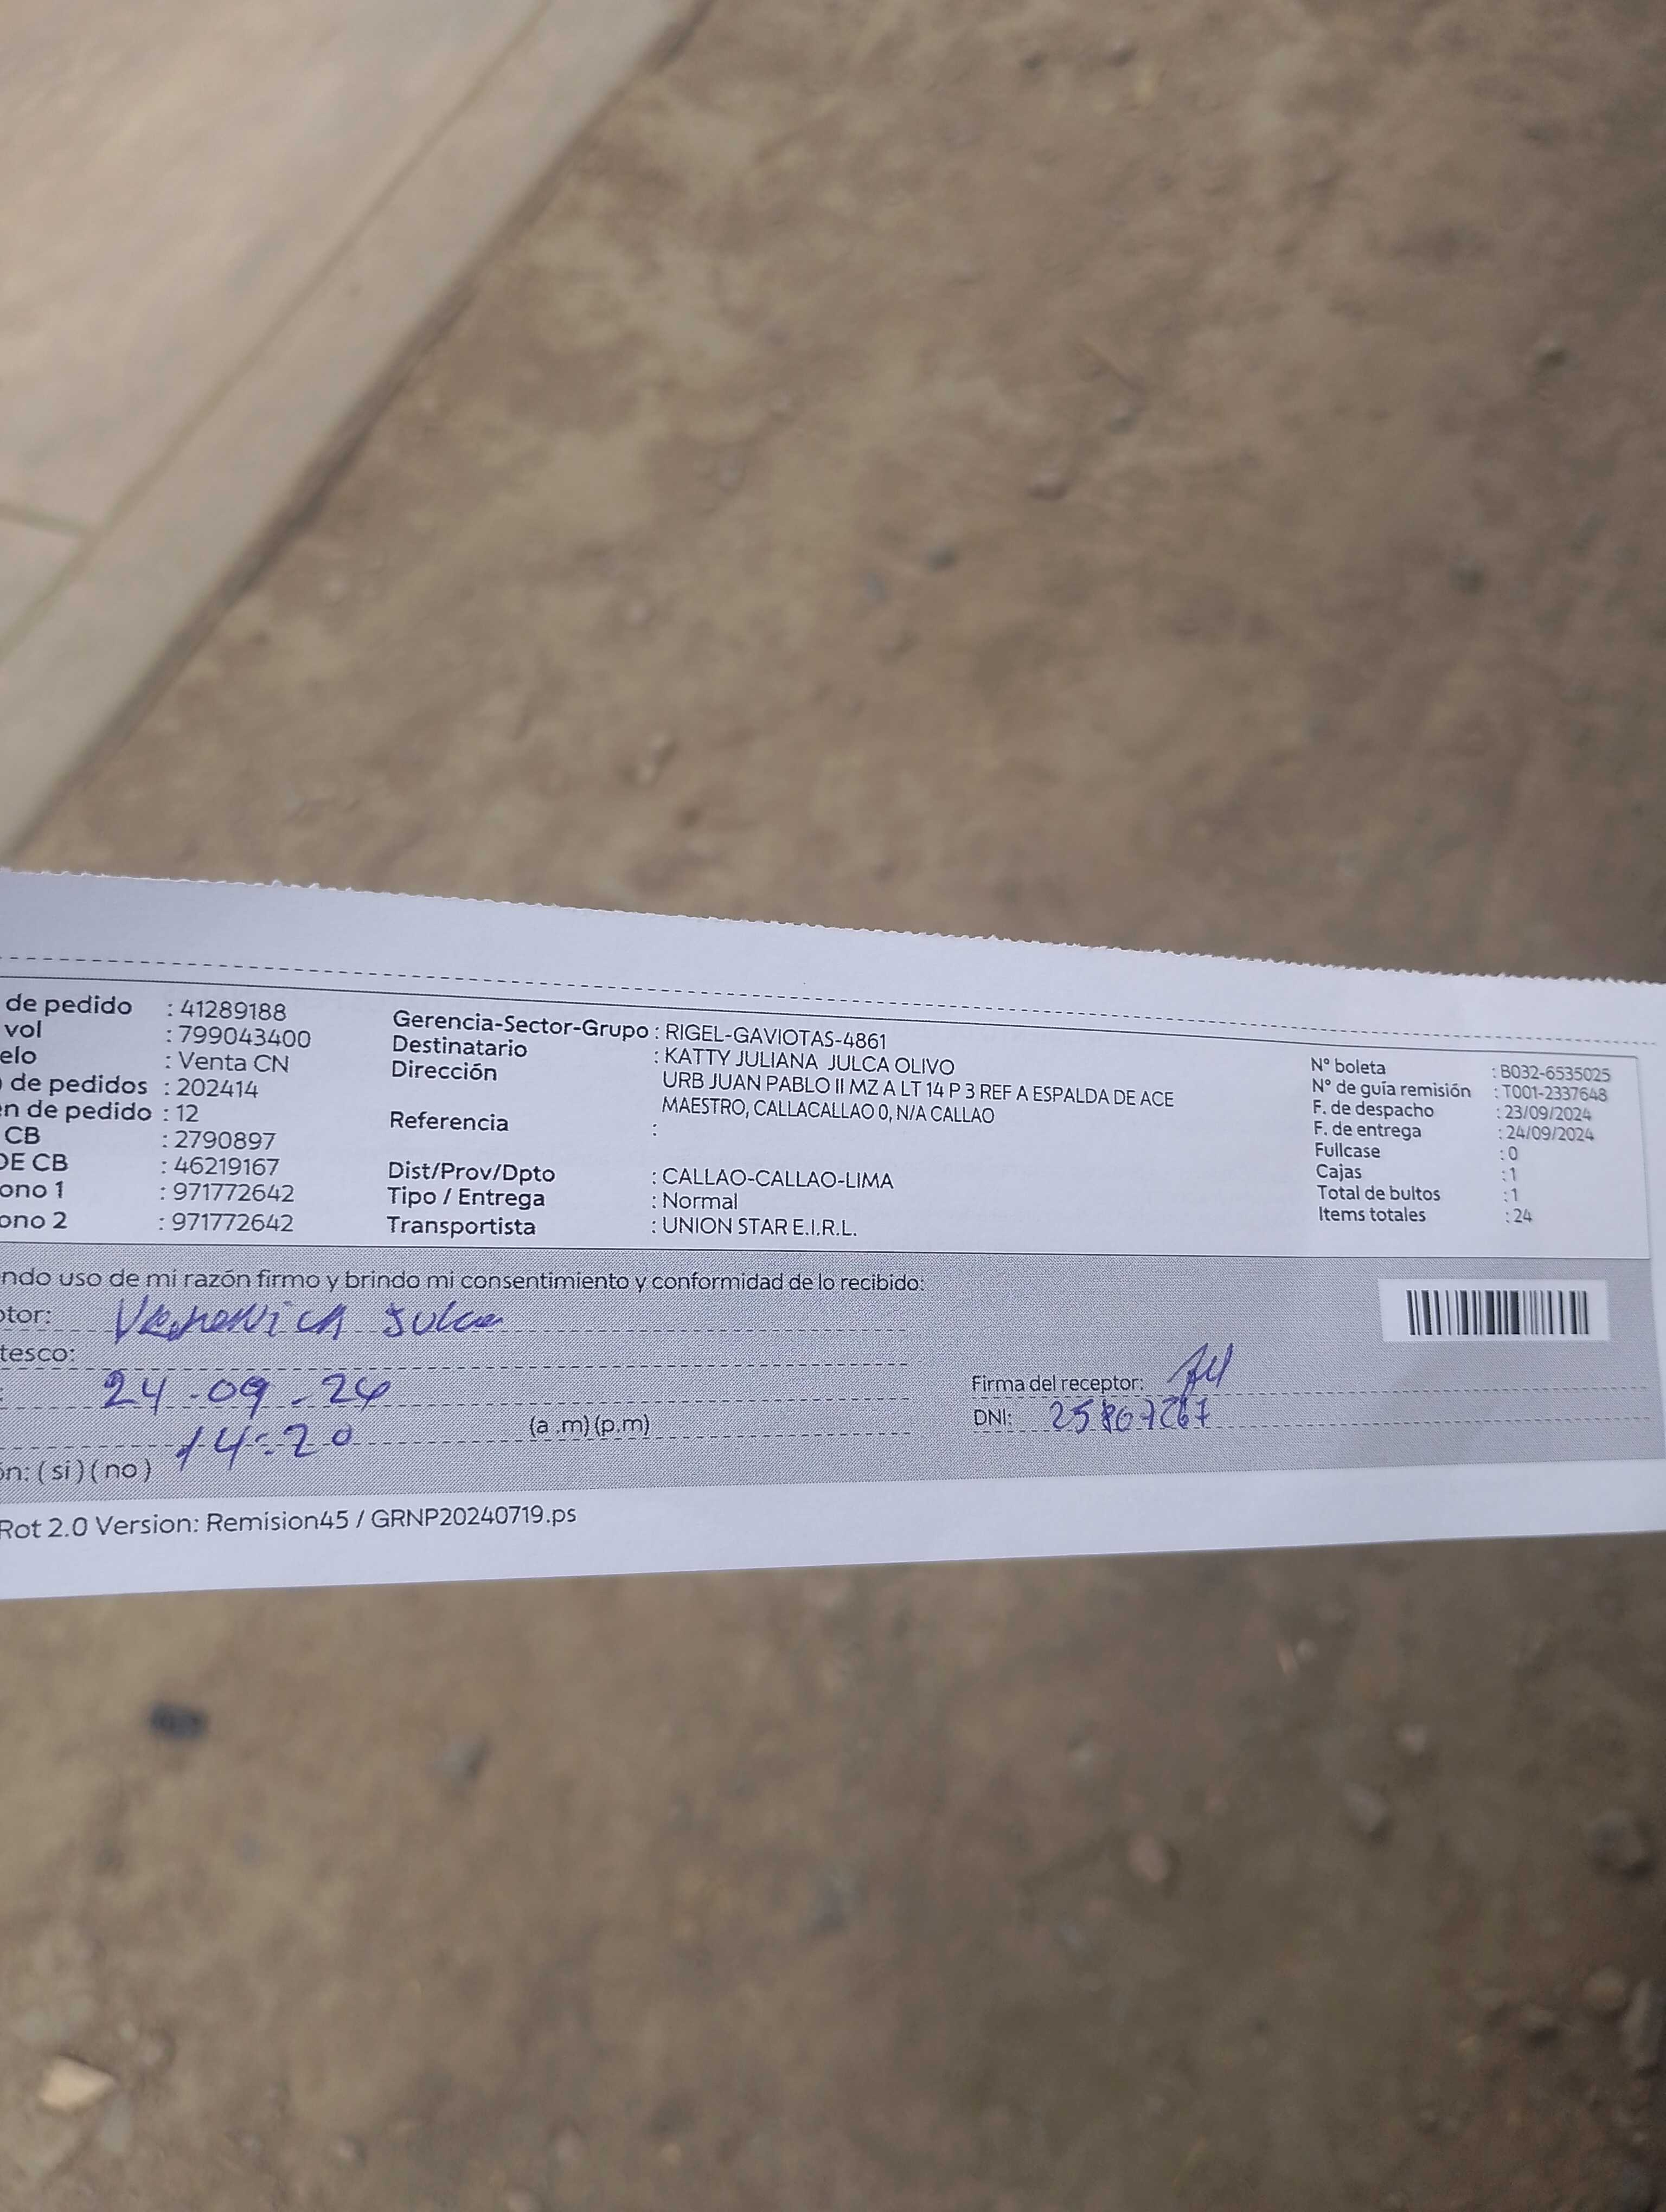 de pedido : 41289188
vol : 799043400
elo : Venta CN
de pedidos : 202414
n de pedido : 12
CB : 2790897
DE CB : 46219167
ono 1 : 971772642
ono 2 : 971772642
Gerencia-Sector-Grupo : RIGEL-GAVIOTAS-4861
Destinatario : KATTY JULIANA JULCA OLIVO
Dirección URB JUAN PABLO II MZ A LT 14 P 3 REF A ESPALDA DE ACE
MAESTRO, CALLACALLAO 0, N/A CALLAO
Referencia :
Dist/Prov/Dpto : CALLAO-CALLAO-LIMA
Tipo / Entrega : Normal
Transportista : UNION STAR E.I.R.L.
N° boleta : B032-6535025
N° de guía remisión : T001-2337648
F. de despacho : 23/09/2024
F. de entrega : 24/09/2024
Fullcase : 0
Cajas : 1
Total de bultos : 1
Items totales : 24
ndo uso de mi razón firmo y brindo mi consentimiento y conformidad de lo recibido:
tor: Veronica Julca
tesco:
: 24-09-24
14:20 (a .m) (p.m)
ón: ( si ) ( no )
Firma del receptor:
DNI:
Rot 2.0 Version: Remision45 / GRNP20240719.ps